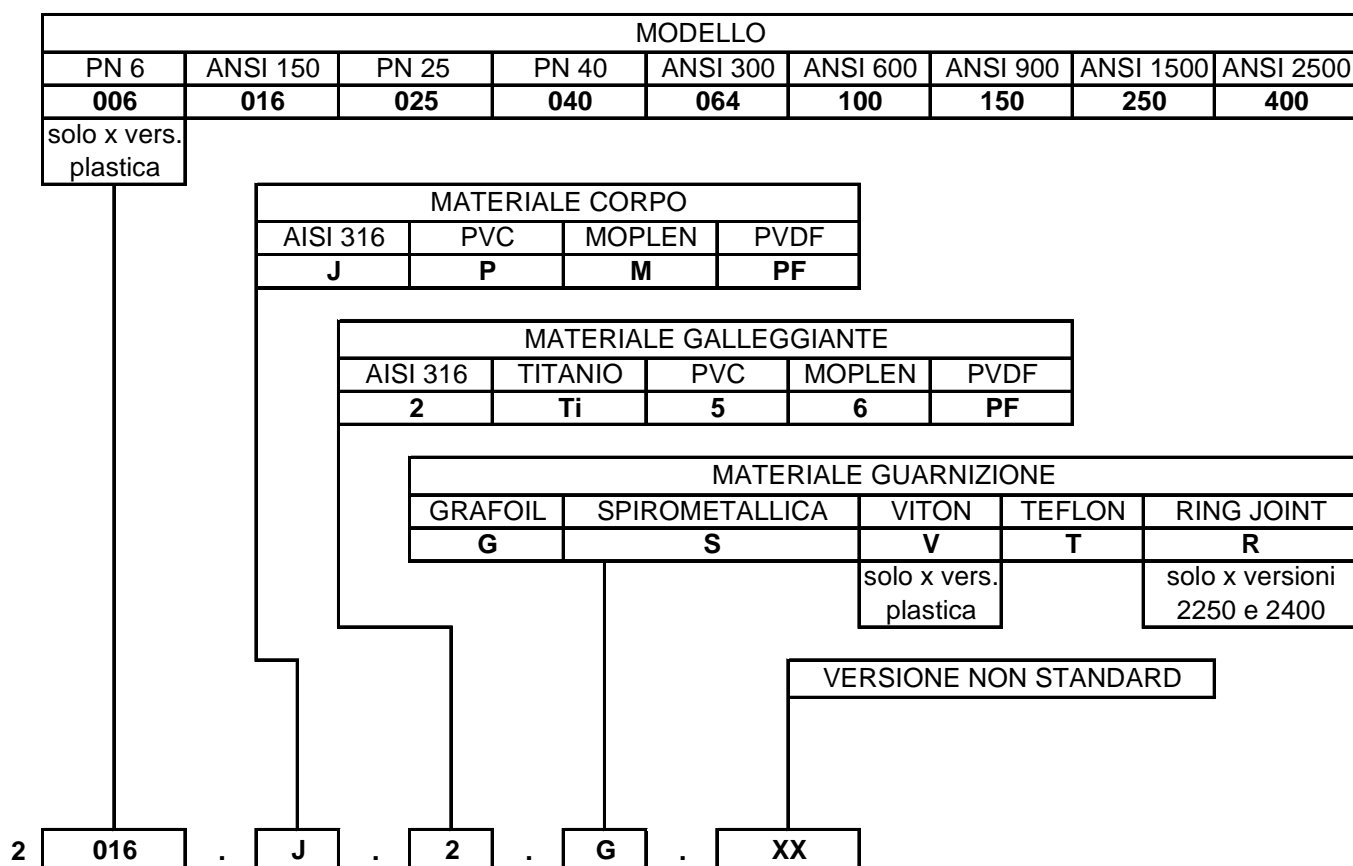 MODELLO
PN 6 ANSI 150 PN 25 PN 40 ANSI 300 ANSI 600 ANSI 900 ANSI 1500 ANSI 2500
006 016 025 040 064 100 150 250 400
solo x vers.
plastica
MATERIALE CORPO
AISI 316 PVC MOPLEN PVDF
J P M PF
MATERIALE GALLEGGIANTE
AISI 316 TITANIO PVC MOPLEN PVDF
2 Ti 5 6 PF
MATERIALE GUARNIZIONE
GRAFOIL SPIROMETALLICA VITON TEFLON RING JOINT
G S V T R
solo x vers. solo x versioni
plastica 2250 e 2400
VERSIONE NON STANDARD
2 016 . J . 2 . G . XX